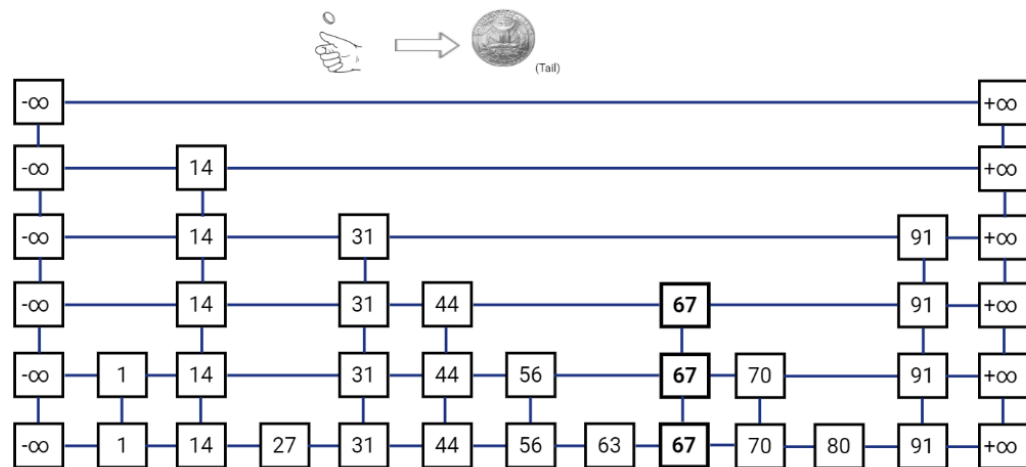 (Tail)
-∞ +∞
-∞ 14 +∞
-∞ 14 31 91 +∞
-∞ 14 31 44 67 91 +∞
-∞ 1 14 31 44 56 67 70 91 +∞
-∞ 1 14 27 31 44 56 63 67 70 80 91 +∞